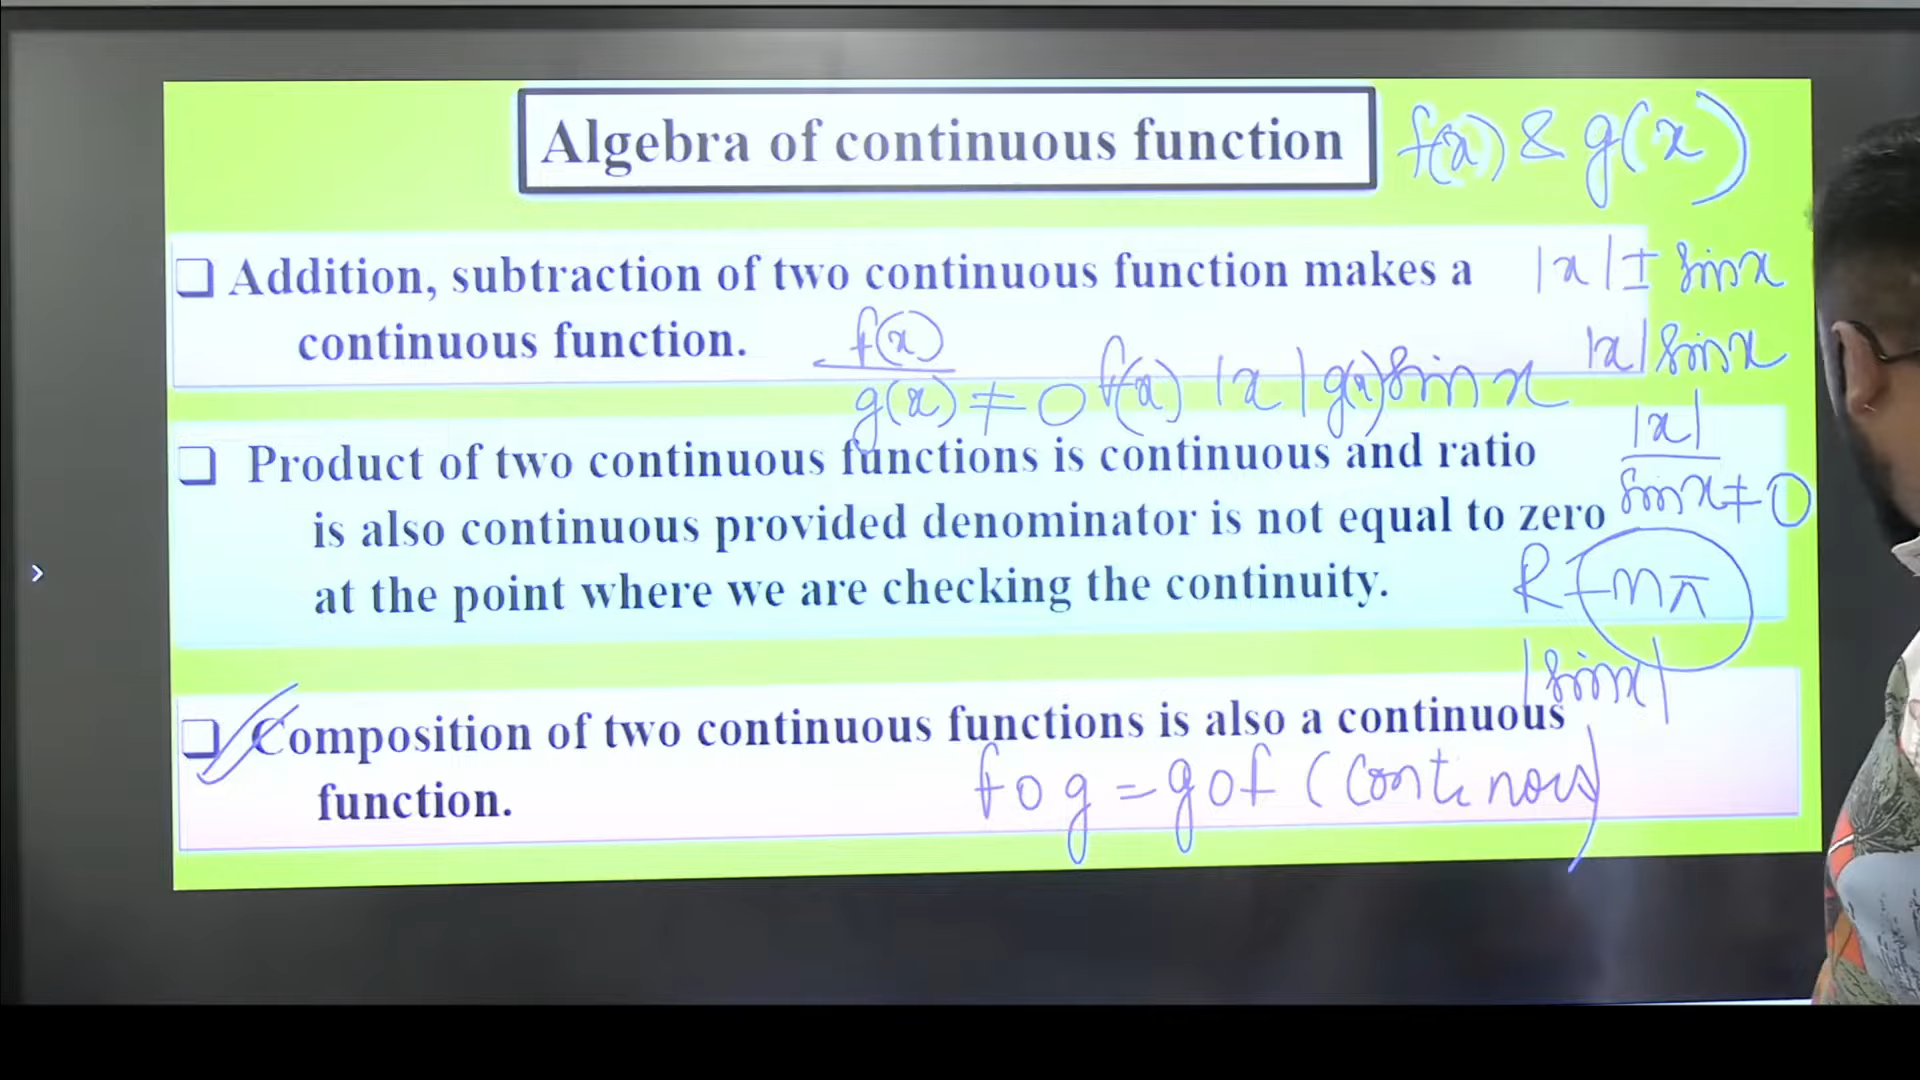 Algebra of continuous function
f(x) & g(x)
❑ Addition, subtraction of two continuous function makes a
continuous function.
|x| ± sinx
|x| sinx
f(x)
g(x) ≠ 0
f(x) |x| g(x) sin x
❑ Product of two continuous functions is continuous and ratio
is also continuous provided denominator is not equal to zero
at the point where we are checking the continuity.
|x|
sinx ≠ 0
R - nπ
|sinx|
❑ Composition of two continuous functions is also a continuous
function.
fog = gof (continous)